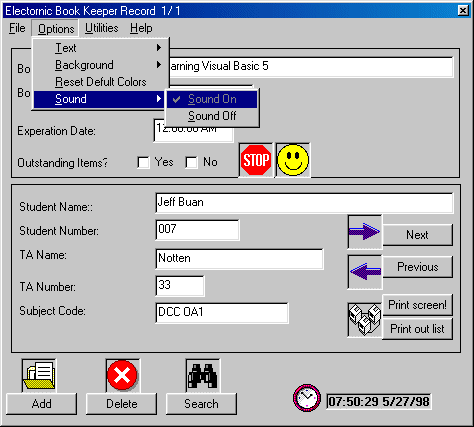 Electornic Book Keeper Record 1/1
File Options Utilities Help
Text
Background
Reset Defult Colors
Sound
Sound On
Sound Off
Bo
arning Visual Basic 5
Bo
Experation Date:
12:00:00 AM
Outstanding Items? Yes No STOP
Student Name:: Jeff Buan
Student Number: 007
Next
TA Name: Notten
Previous
TA Number: 33
Print screen!
Subject Code: DCC OA1
Print out list
Add Delete Search
07:50:29 5/27/98